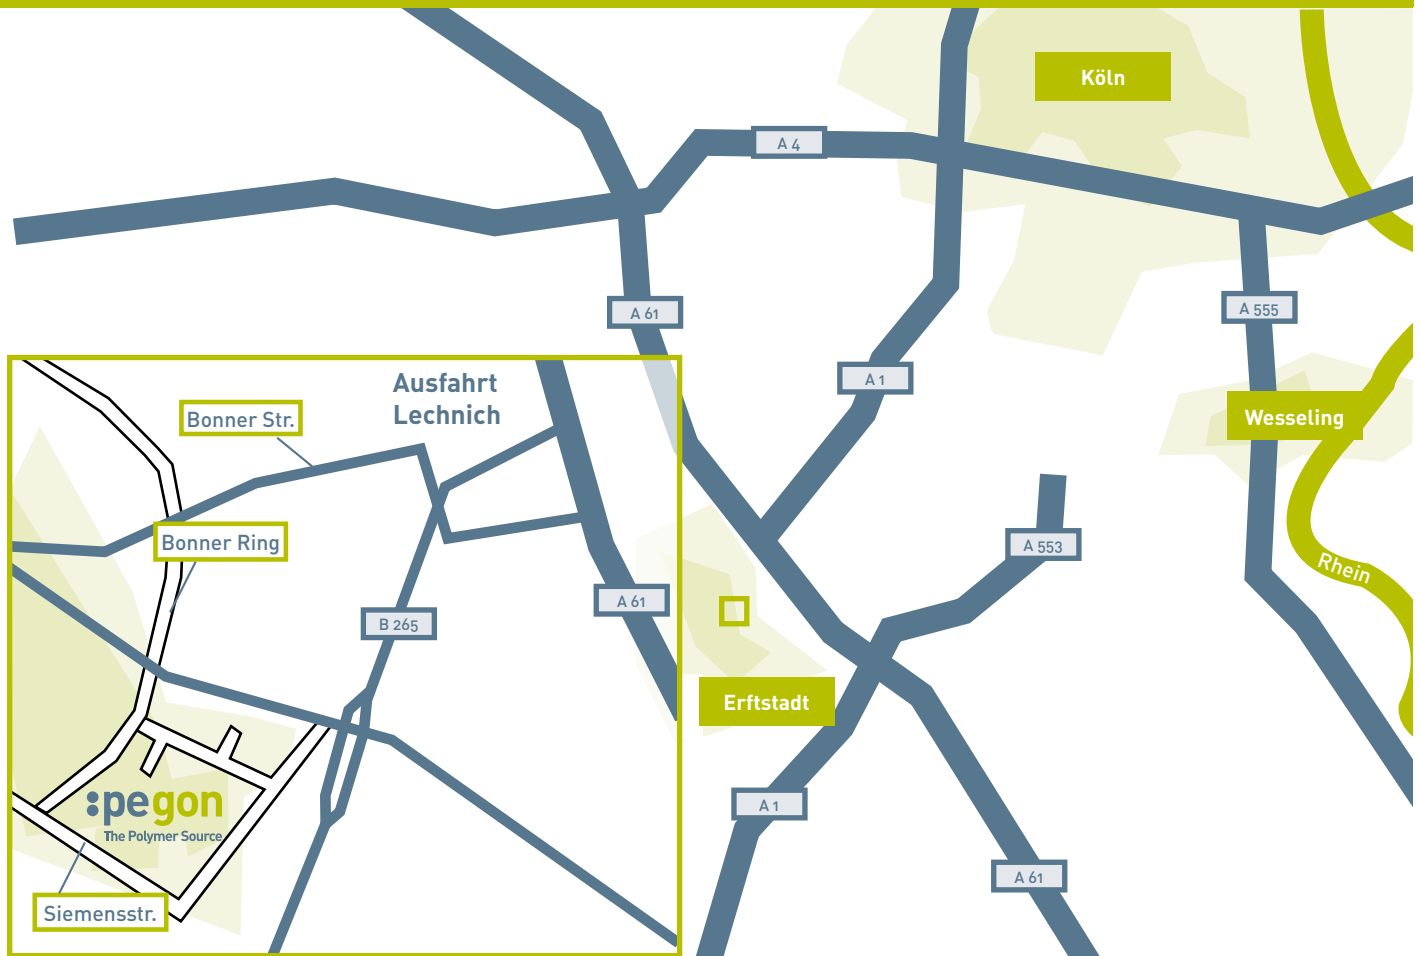 Köln
A 4
A 61
A 555
A 1
Ausfahrt
Lechnich
Bonner Str.
Wesseling
Bonner Ring
A 553
Rhein
A 61
B 265
Erftstadt
:pegon
The Polymer Source
A 1
A 61
Siemensstr.